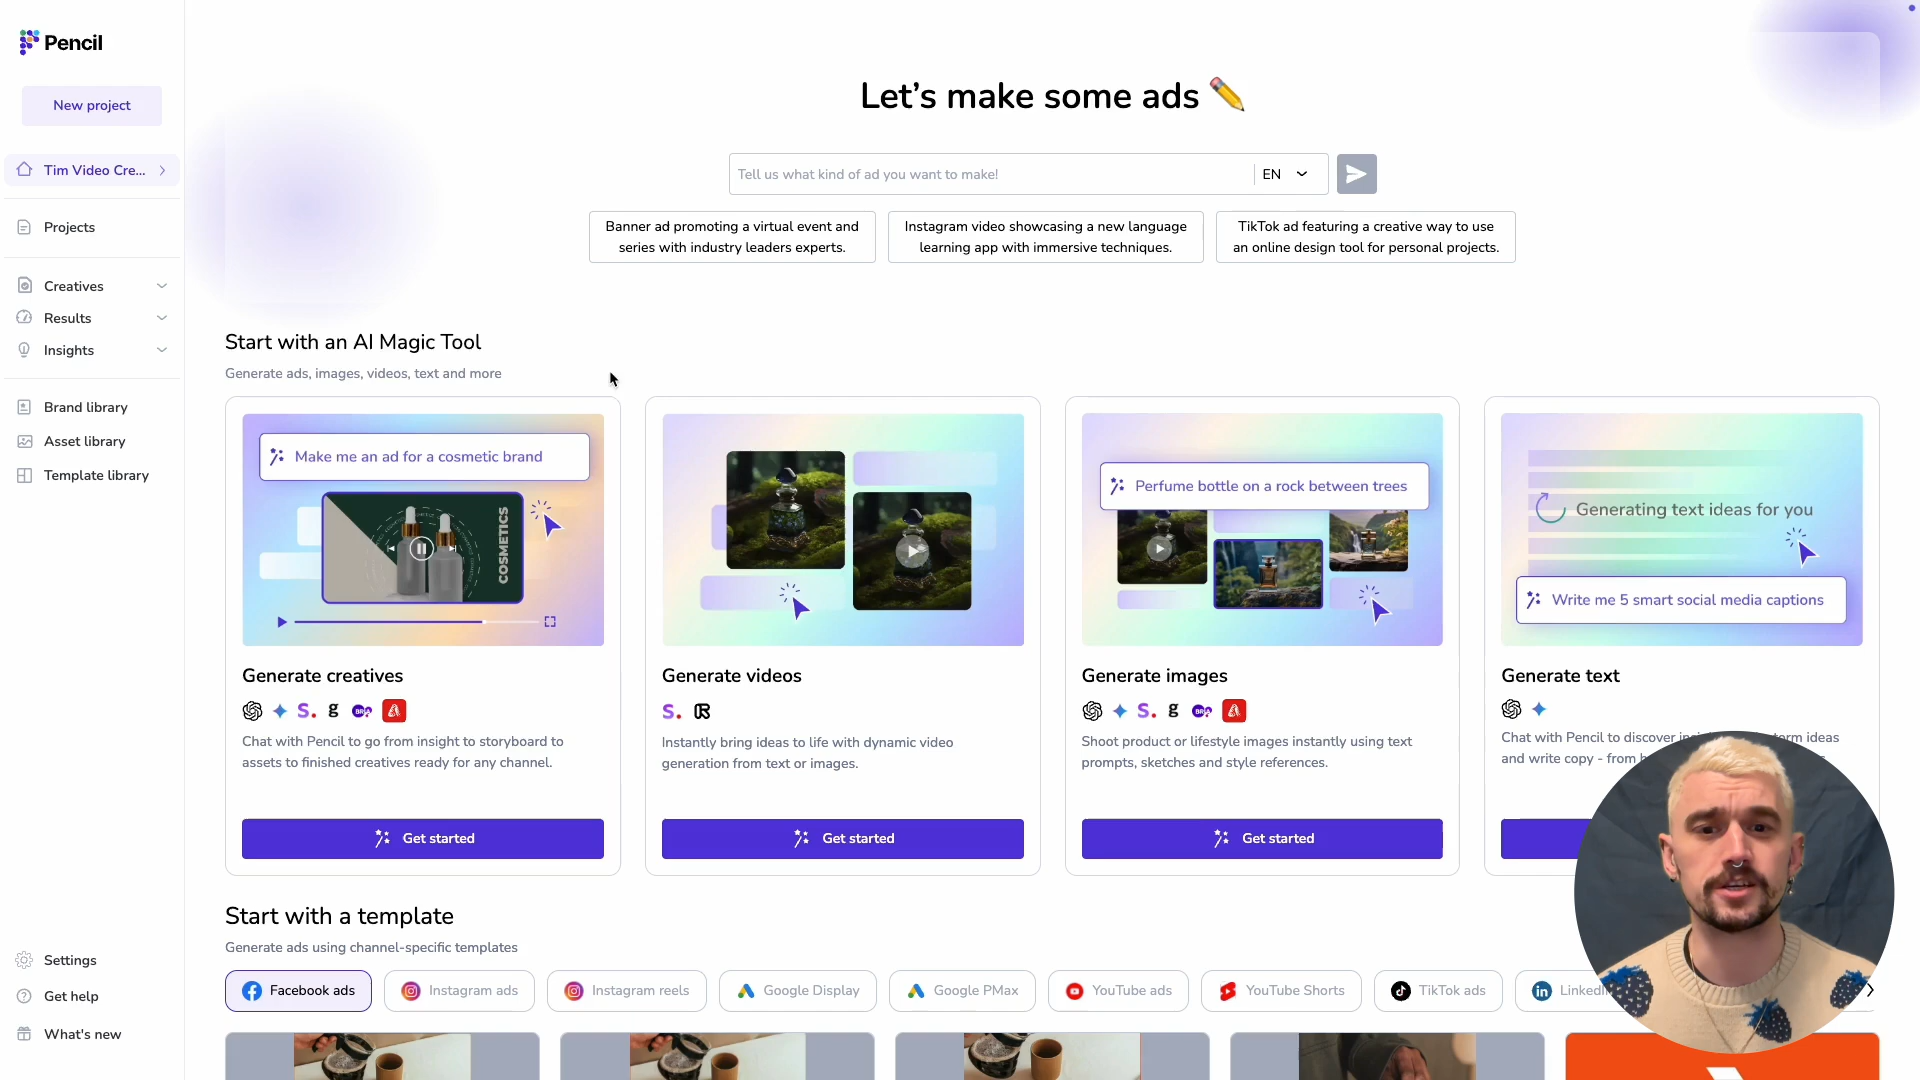 Pencil
New project
Tim Video Cre...
Projects
Creatives
Results
Insights
Brand library
Asset library
Template library
Settings
Get help
What's new
Let's make some ads
Tell us what kind of ad you want to make!
EN
Banner ad promoting a virtual event and
series with industry leaders experts.
Instagram video showcasing a new language
learning app with immersive techniques.
TikTok ad featuring a creative way to use
an online design tool for personal projects.
Start with an AI Magic Tool
Generate ads, images, videos, text and more
Make me an ad for a cosmetic brand
COSMETICS
Generate creatives
S. g BRIA
Chat with Pencil to go from insight to storyboard to
assets to finished creatives ready for any channel.
Get started
Generate videos
S. R
Instantly bring ideas to life with dynamic video
generation from text or images.
Get started
Perfume bottle on a rock between trees
Generate images
S. g BRIA
Shoot product or lifestyle images instantly using text
prompts, sketches and style references.
Get started
Generating text ideas for you
Write me 5 smart social media captions
Generate text
Chat with Pencil to discover ideas
and write copy - from
Start with a template
Generate ads using channel-specific templates
Facebook ads
Instagram ads
Instagram reels
Google Display
Google PMax
YouTube ads
YouTube Shorts
TikTok ads
in